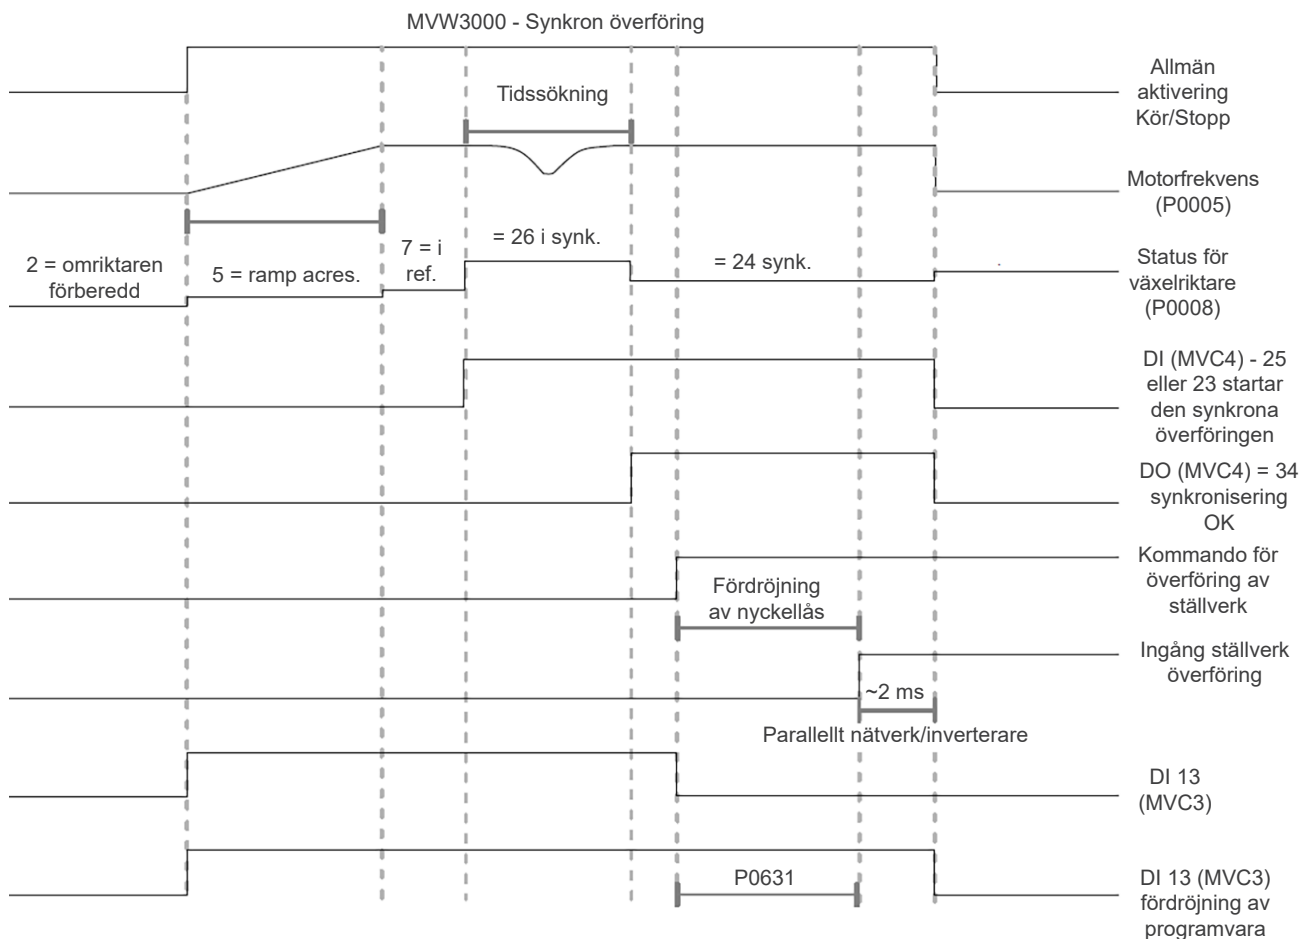 MVW3000 - Synkron överföring
Allmän
aktivering
Kör/Stopp
Tidssökning
Motorfrekvens
(P0005)
2 = omriktaren
förberedd
5 = ramp acres.
7 = i
ref.
= 26 i synk.
= 24 synk.
Status för
växelriktare
(P0008)
DI (MVC4) - 25
eller 23 startar
den synkrona
överföringen
DO (MVC4) = 34
synkronisering
OK
Fördröjning
av nyckellås
Kommando för
överföring av
ställverk
~2 ms
Ingång ställverk
överföring
Parallellt nätverk/inverterare
DI 13
(MVC3)
P0631
DI 13 (MVC3)
fördröjning av
programvara